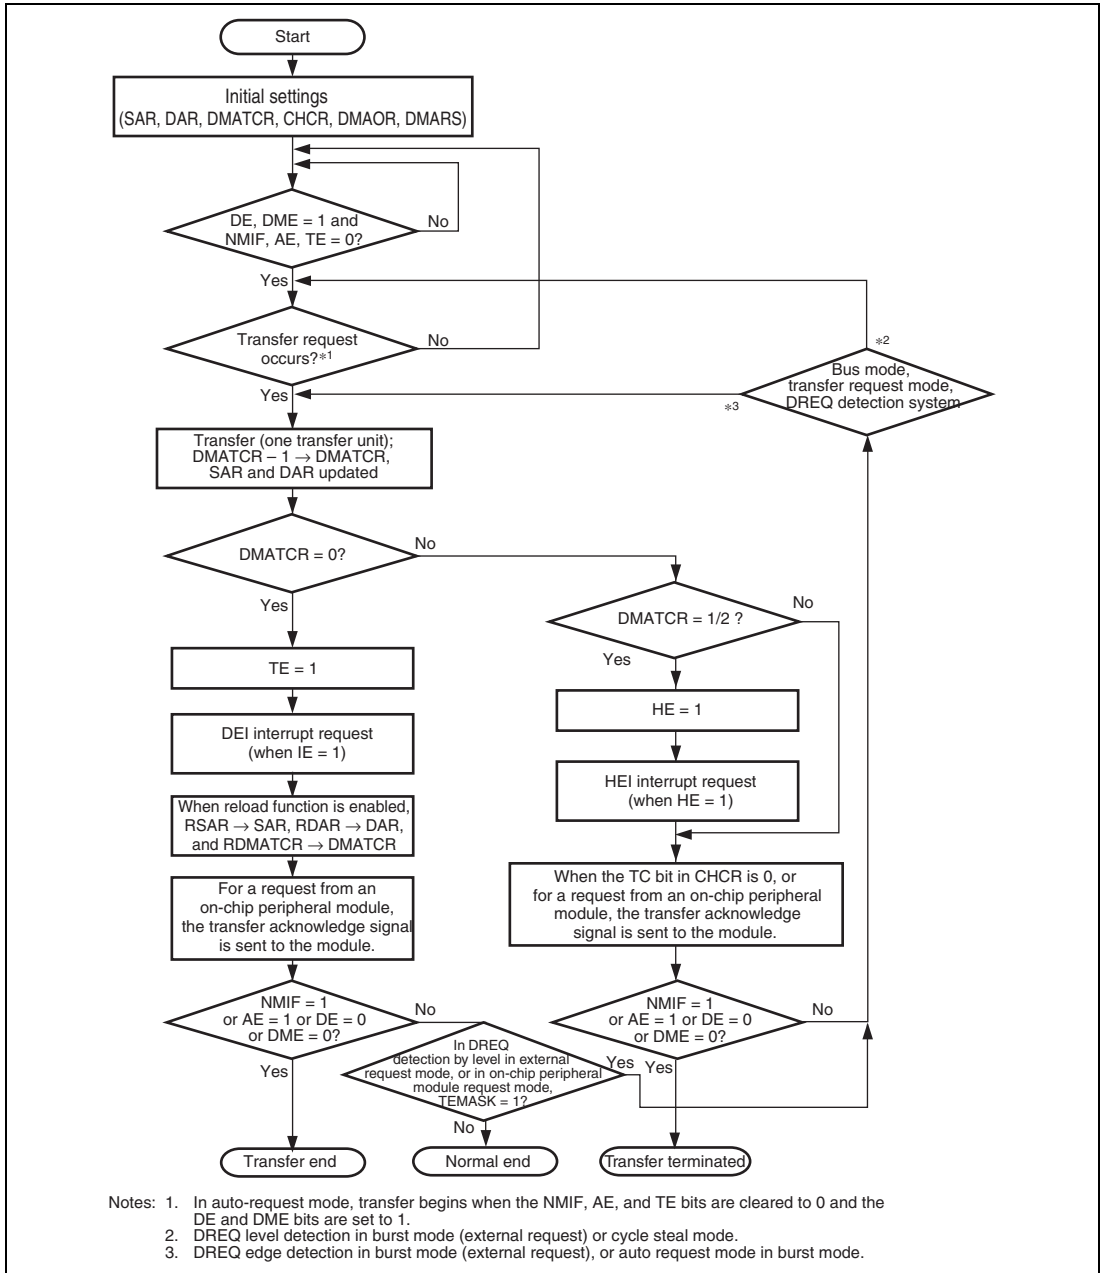 Start
Initial settings
(SAR, DAR, DMATCR, CHCR, DMAOR, DMARS)
DE, DME = 1 and
NMIF, AE, TE = 0?
No
Yes
Transfer request
occurs?*1
No
Yes
*2
Bus mode,
transfer request mode,
DREQ detection system
*3
Transfer (one transfer unit);
DMATCR – 1 → DMATCR,
SAR and DAR updated
DMATCR = 0?
No
Yes
DMATCR = 1/2 ?
No
Yes
TE = 1
HE = 1
DEI interrupt request
(when IE = 1)
HEI interrupt request
(when HE = 1)
When reload function is enabled,
RSAR → SAR, RDAR → DAR,
and RDMATCR → DMATCR
When the TC bit in CHCR is 0, or
for a request from an on-chip peripheral
module, the transfer acknowledge
signal is sent to the module.
For a request from an
on-chip peripheral module,
the transfer acknowledge signal
is sent to the module.
NMIF = 1
or AE = 1 or DE = 0
or DME = 0?
No
Yes
In DREQ
detection by level in external
request mode, or in on-chip peripheral
module request mode,
TEMASK = 1?
Yes
No
NMIF = 1
or AE = 1 or DE = 0
or DME = 0?
No
Yes
Transfer end
Normal end
Transfer terminated
Notes: 1. In auto-request mode, transfer begins when the NMIF, AE, and TE bits are cleared to 0 and the
DE and DME bits are set to 1.
2. DREQ level detection in burst mode (external request) or cycle steal mode.
3. DREQ edge detection in burst mode (external request), or auto request mode in burst mode.